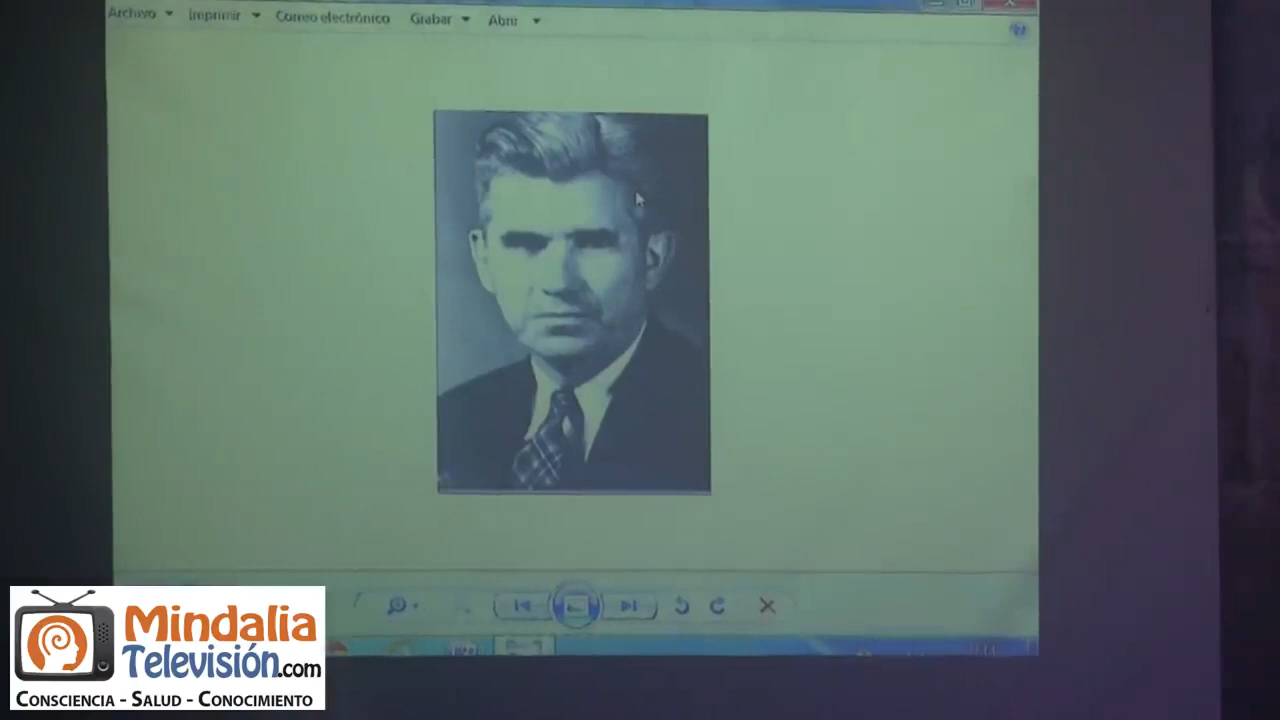 Archivo Imprimir Correo electrónico Grabar Abrir
Mindalia
Televisión.com
CONSCIENCIA - SALUD - CONOCIMIENTO